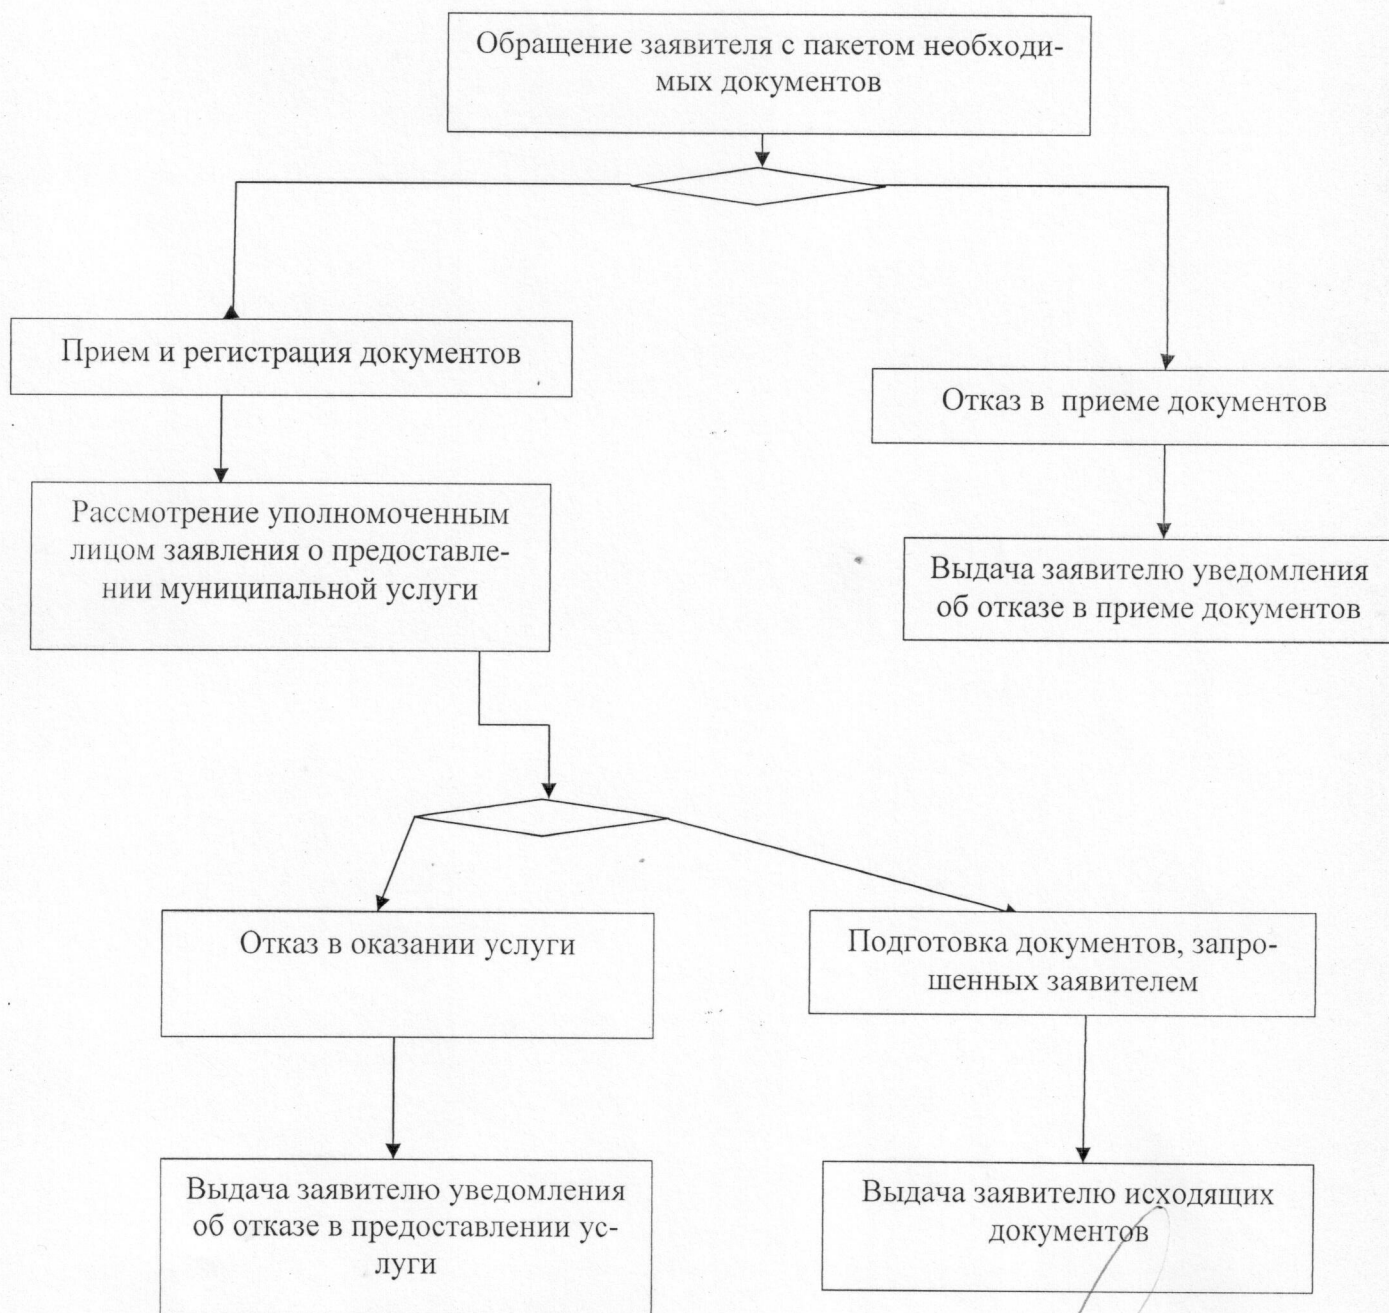 Обращение заявителя с пакетом необходи-
мых документов
Прием и регистрация документов
Отказ в приеме документов
Рассмотрение уполномоченным
лицом заявления о предоставле-
нии муниципальной услуги
Выдача заявителю уведомления
об отказе в приеме документов
Отказ в оказании услуги
Подготовка документов, запро-
шенных заявителем
Выдача заявителю уведомления
об отказе в предоставлении ус-
луги
Выдача заявителю исходящих
документов